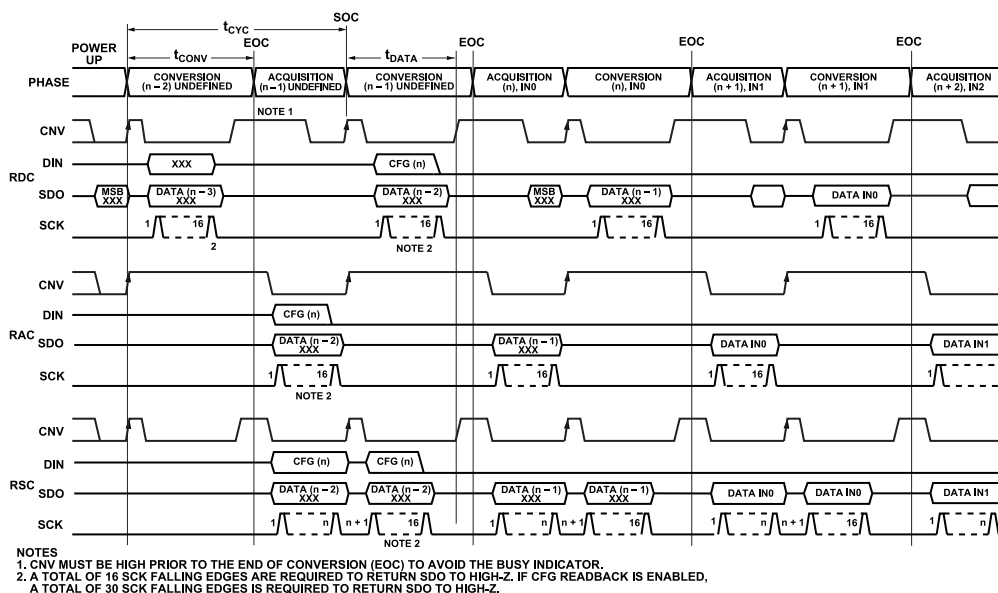 SOC
tCYC
POWER UP
EOC
EOC
EOC
EOC
tCONV
tDATA
PHASE
CONVERSION (n – 2) UNDEFINED
ACQUISITION (n – 1) UNDEFINED
CONVERSION (n – 1) UNDEFINED
ACQUISITION (n), IN0
CONVERSION (n), IN0
ACQUISITION (n + 1), IN1
CONVERSION (n + 1), IN1
ACQUISITION (n + 2), IN2
NOTE 1
CNV
DIN
XXX
CFG (n)
RDC
SDO
MSB XXX
DATA (n – 3) XXX
DATA (n – 2) XXX
MSB XXX
DATA (n – 1) XXX
DATA IN0
SCK
1
16
2
1
16
NOTE 2
1
16
1
16
CNV
DIN
CFG (n)
RAC
SDO
DATA (n – 2) XXX
DATA (n – 1) XXX
DATA IN0
DATA IN1
SCK
1
16
NOTE 2
1
16
1
16
1
CNV
DIN
CFG (n)
CFG (n)
RSC
SDO
DATA (n – 2) XXX
DATA (n – 2) XXX
DATA (n – 1) XXX
DATA (n – 1) XXX
DATA IN0
DATA IN0
DATA IN1
SCK
1
n
n + 1
16
NOTE 2
1
n
n + 1
16
1
n
n + 1
16
1
n
NOTES
1. CNV MUST BE HIGH PRIOR TO THE END OF CONVERSION (EOC) TO AVOID THE BUSY INDICATOR.
2. A TOTAL OF 16 SCK FALLING EDGES ARE REQUIRED TO RETURN SDO TO HIGH-Z. IF CFG READBACK IS ENABLED,
A TOTAL OF 30 SCK FALLING EDGES IS REQUIRED TO RETURN SDO TO HIGH-Z.